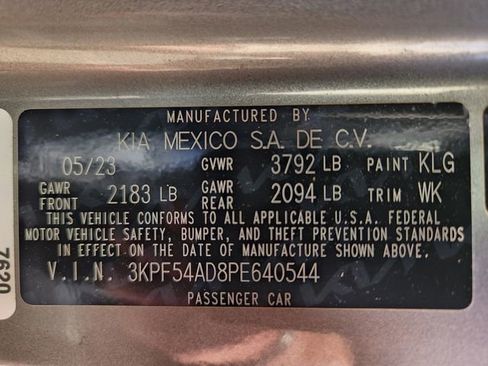 MANUFACTURED BY
KIA MEXICO S.A. DE C.V.
05/23 GVWR 3792 LB PAINT KLG
GAWR FRONT 2183 LB GAWR REAR 2094 LB TRIM WK
THIS VEHICLE CONFORMS TO ALL APPLICABLE U.S.A. FEDERAL
MOTOR VEHICLE SAFETY, BUMPER, AND THEFT PREVENTION STANDARDS
IN EFFECT ON THE DATE OF MANUFACTURE SHOWN ABOVE.
V.I.N. 3KPF54AD8PE640544
PASSENGER CAR
7620